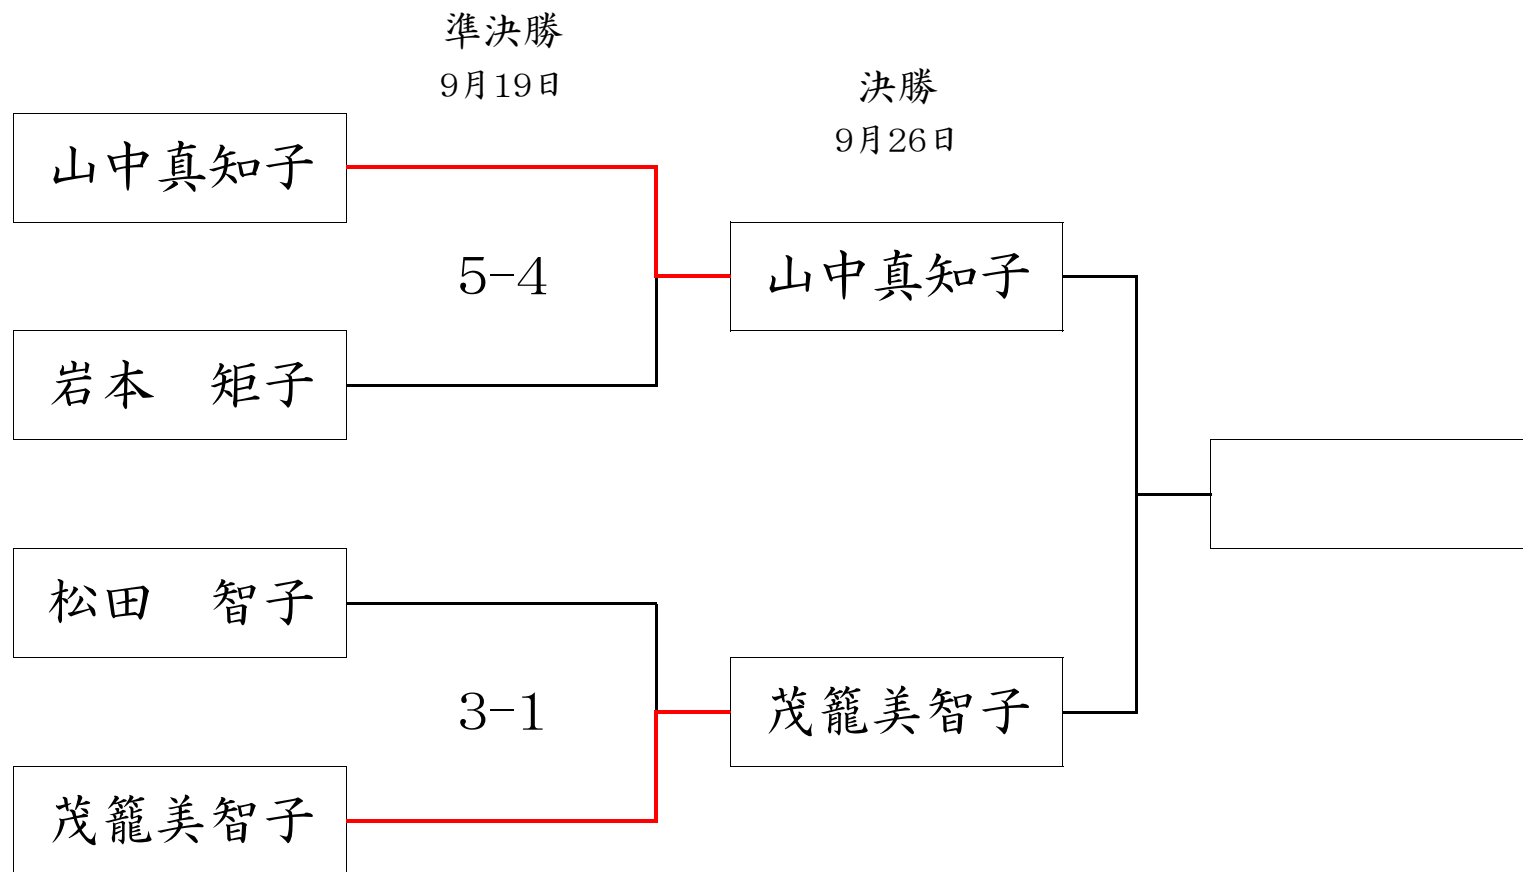 準決勝
9月19日
決勝
9月26日
山中真知子
5-4
山中真知子
岩本　矩子
松田　智子
3-1
茂籠美智子
茂籠美智子